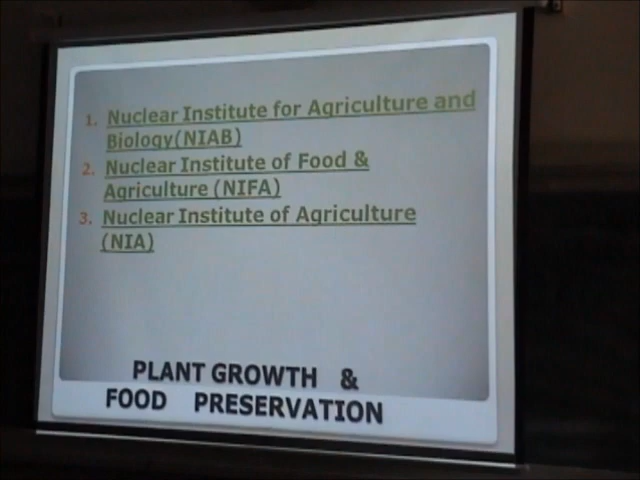 1. Nuclear Institute for Agriculture and
Biology(NIAB)
2. Nuclear Institute of Food &
Agriculture (NIFA)
3. Nuclear Institute of Agriculture
(NIA)
PLANT GROWTH &
FOOD PRESERVATION